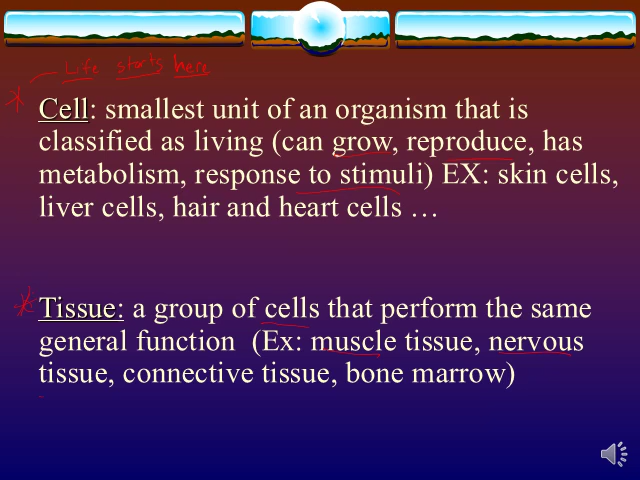 Life starts here
Cell: smallest unit of an organism that is
classified as living (can grow, reproduce, has
metabolism, response to stimuli) EX: skin cells,
liver cells, hair and heart cells …
Tissue: a group of cells that perform the same
general function (Ex: muscle tissue, nervous
tissue, connective tissue, bone marrow)